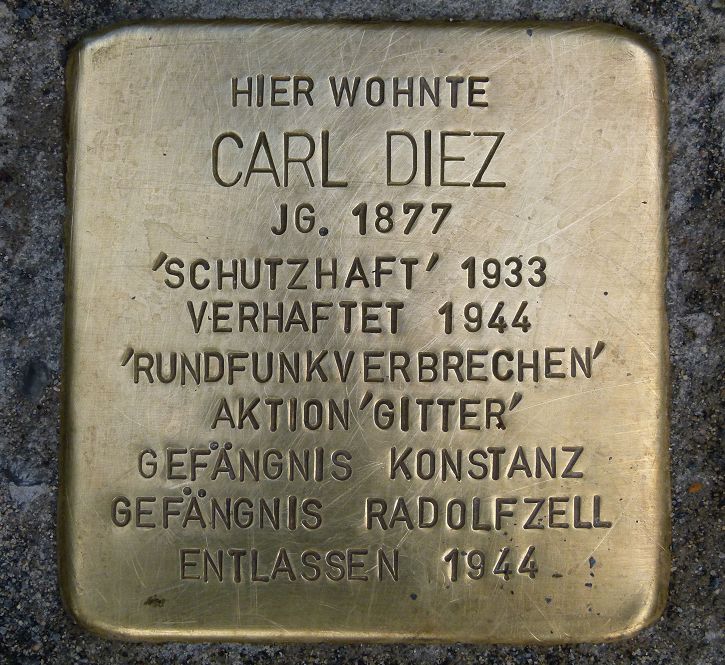 HIER WOHNTE
CARL DIEZ
JG. 1877
'SCHUTZHAFT' 1933
VERHAFTET 1944
'RUNDFUNKVERBRECHEN'
AKTION 'GITTER'
GEFÄNGNIS KONSTANZ
GEFÄNGNIS RADOLFZELL
ENTLASSEN 1944